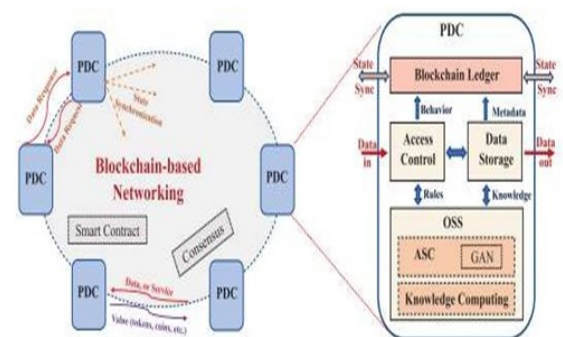 PDC
PDC
PDC
PDC
PDC
PDC
Data Response
Data Request
State
Synchronization
Blockchain-based
Networking
Smart Contract
Consensus
Data, or Service
Value (tokens, coins, etc.)
PDC
State
Sync
Blockchain Ledger
State
Sync
Behavior
Metadata
Data
in
Access
Control
Data
Storage
Data
out
Rules
Knowledge
OSS
ASC
GAN
Knowledge Computing